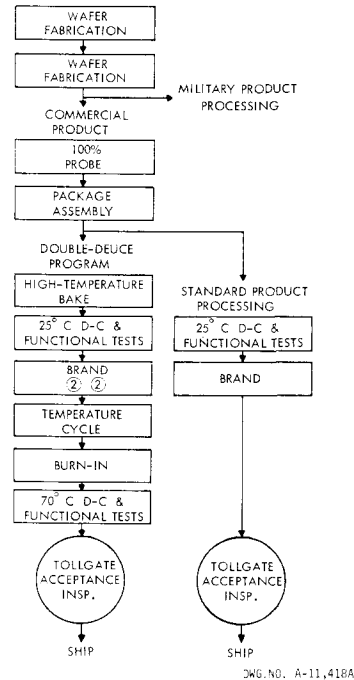 WAFER
FABRICATION
WAFER
FABRICATION
MILITARY PRODUCT
PROCESSING
COMMERCIAL
PRODUCT
100%
PROBE
PACKAGE
ASSEMBLY
DOUBLE-DEUCE
PROGRAM
HIGH-TEMPERATURE
BAKE
25° C D-C &
FUNCTIONAL TESTS
BRAND
② ②
TEMPERATURE
CYCLE
BURN-IN
70° C D-C &
FUNCTIONAL TESTS
TOLLGATE
ACCEPTANCE
INSP.
SHIP
STANDARD PRODUCT
PROCESSING
25° C D-C &
FUNCTIONAL TESTS
BRAND
TOLLGATE
ACCEPTANCE
INSP.
SHIP
DWG.NO. A-11,418A